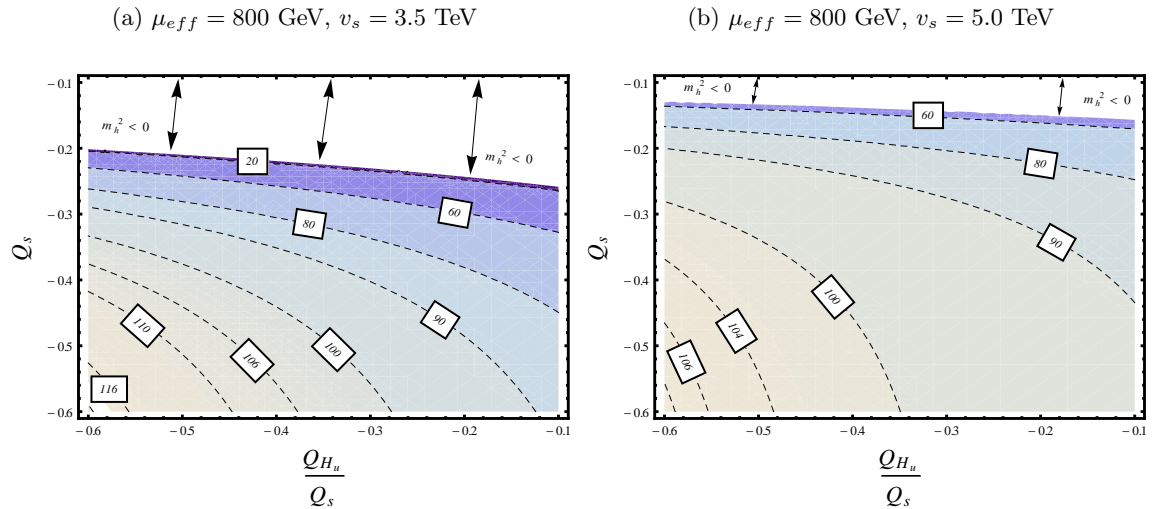 (a) μ_eff = 800 GeV, v_s = 3.5 TeV
−0.1
−0.2
−0.3
−0.4
−0.5
−0.6
Q_s
m_h^2 < 0
m_h^2 < 0
20
60
80
90
100
106
110
116
−0.6 −0.5 −0.4 −0.3 −0.2 −0.1
Q_{H_u}
Q_s
(b) μ_eff = 800 GeV, v_s = 5.0 TeV
−0.1
−0.2
−0.3
−0.4
−0.5
−0.6
Q_s
m_h^2 < 0
m_h^2 < 0
60
80
90
100
104
106
−0.6 −0.5 −0.4 −0.3 −0.2 −0.1
Q_{H_u}
Q_s